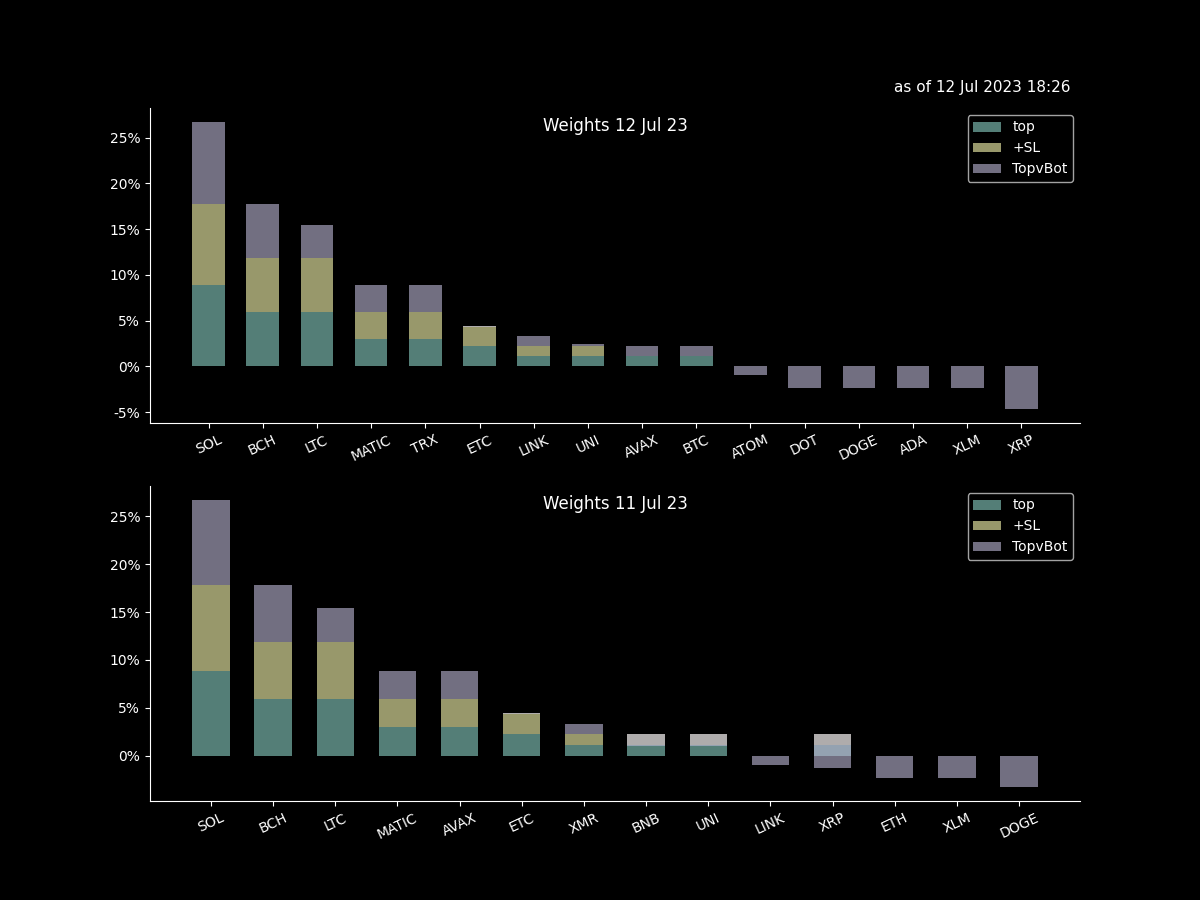 as of 12 Jul 2023 18:26
Weights 12 Jul 23
top
+SL
TopvBot
25%
20%
15%
10%
5%
0%
-5%
SOL BCH LTC MATIC TRX ETC LINK UNI AVAX BTC ATOM DOT DOGE ADA XLM XRP
Weights 11 Jul 23
top
+SL
TopvBot
25%
20%
15%
10%
5%
0%
SOL BCH LTC MATIC AVAX ETC XMR BNB UNI LINK XRP ETH XLM DOGE